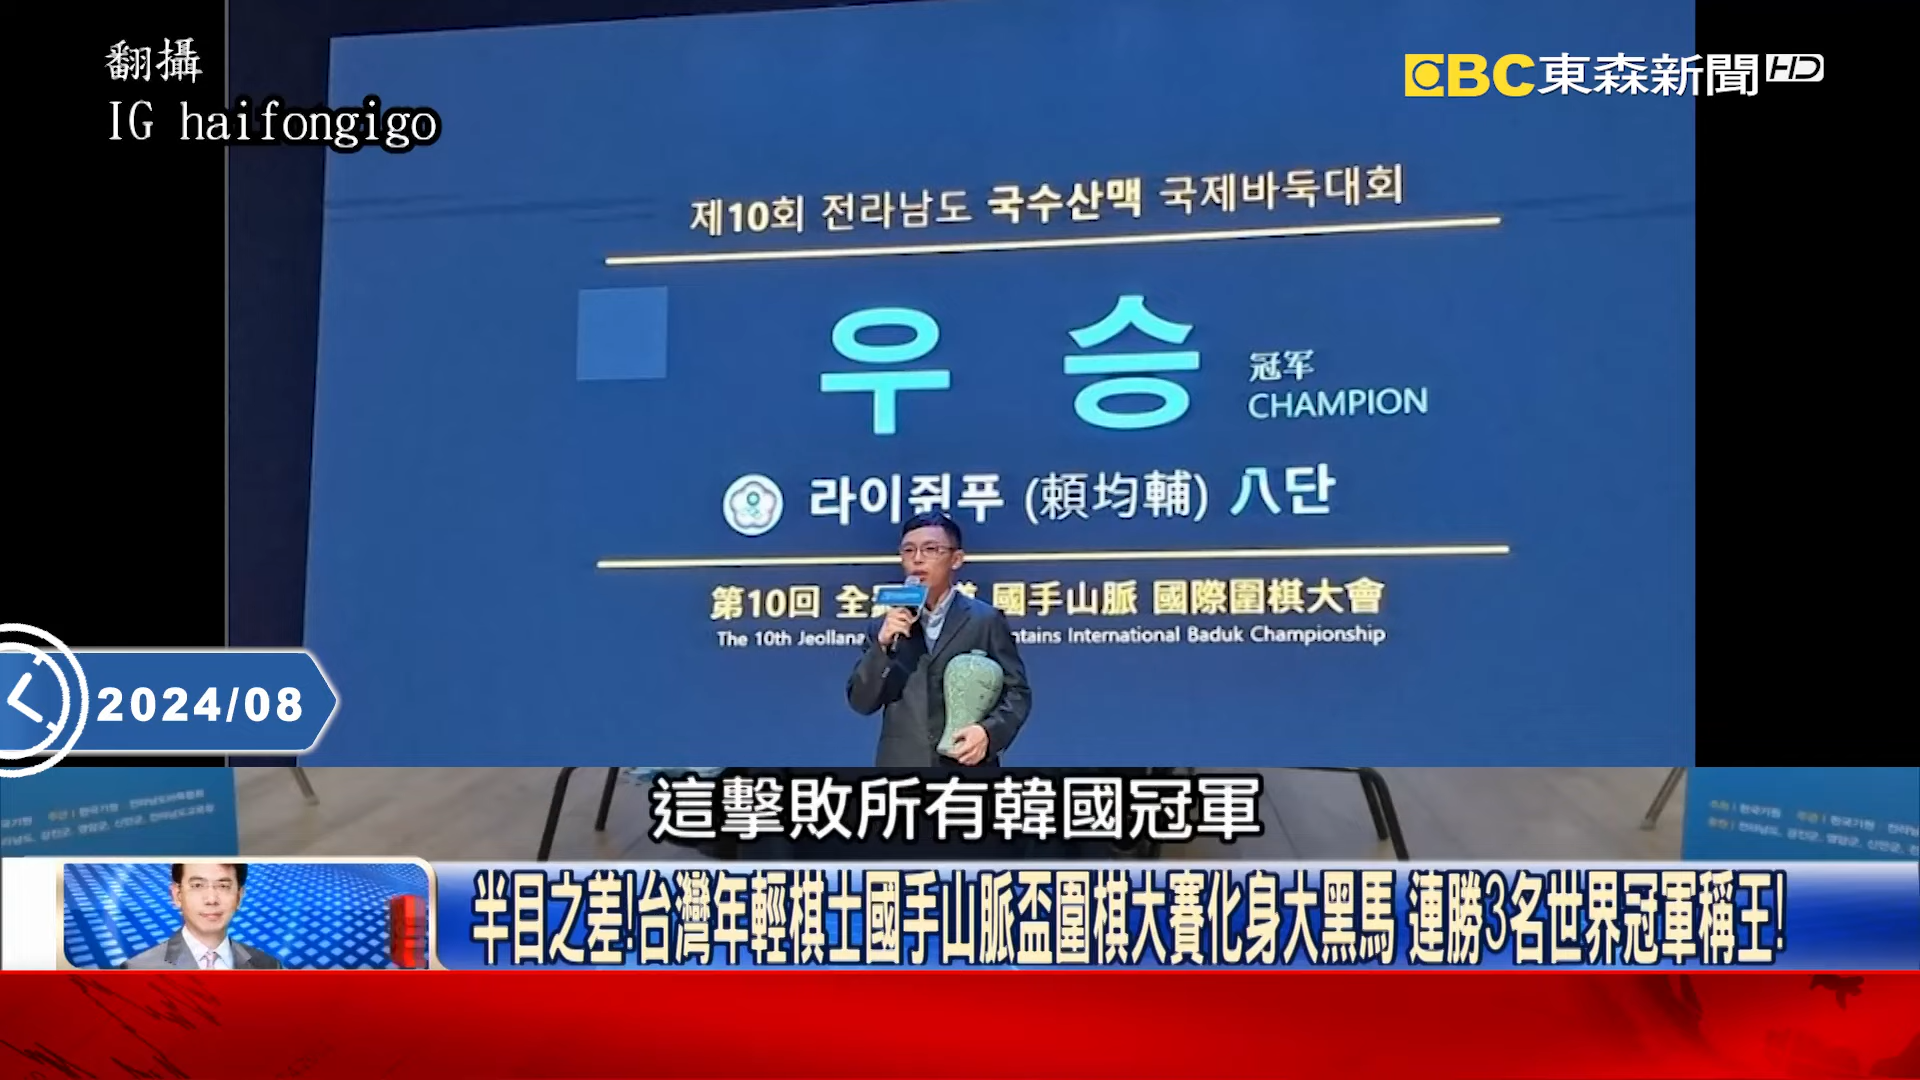 翻攝
IG haifongigo
EBC東森新聞HD
제10회 전라남도 국수산맥 국제바둑대회
우승 冠军
CHAMPION
라이쥔푸 (賴均輔) 八단
第10回 全 國手山脈 國際圍棋大會
The 10th International Baduk Championship
2024/08
這擊敗所有韓國冠軍
半目之差!台灣年輕棋士國手山脈盃圍棋大賽化身大黑馬 連勝3名世界冠軍稱王!